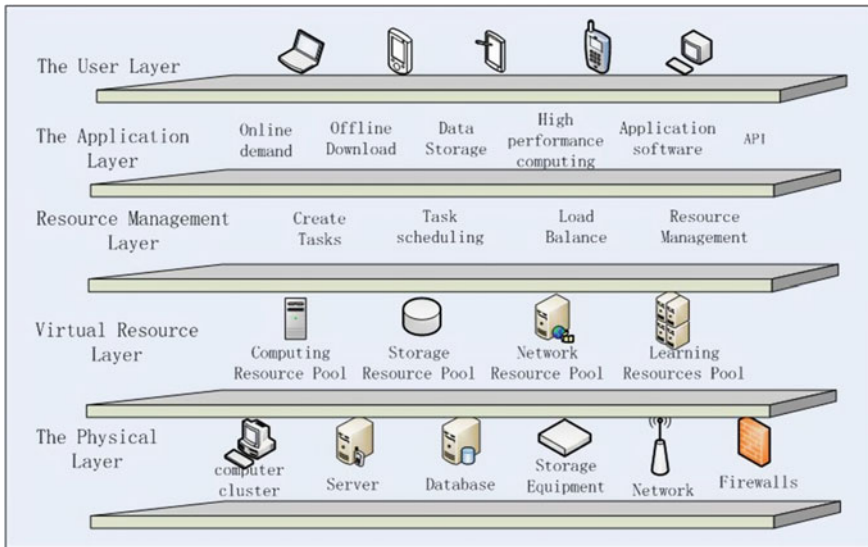 The User Layer
The Application
Layer
Online
demand
Offline
Download
Data
Storage
High
performance
computing
Application
software
API
Resource Management
Layer
Create
Tasks
Task
scheduling
Load
Balance
Resource
Management
Virtual Resource
Layer
Computing
Resource Pool
Storage
Resource Pool
Network
Resource Pool
Learning
Resources Pool
The Physical
Layer
computer
cluster
Server
Database
Storage
Equipment
Network
Firewalls